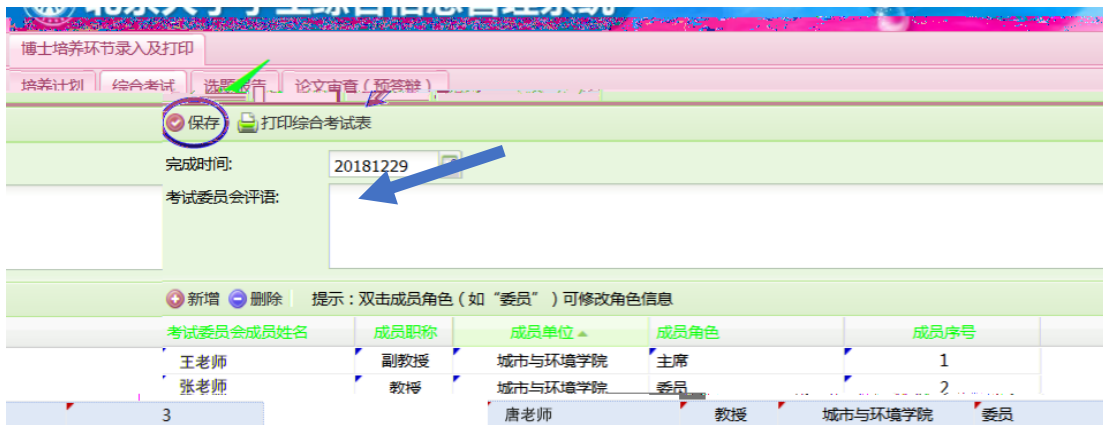 博士培养环节录入及打印
培养计划 综合考试 选题报告 论文审查(预答辩)
保存 打印综合考试表
完成时间: 20181229
考试委员会评语:
新增 删除 提示:双击成员角色(如“委员”)可修改角色信息
考试委员会成员姓名 成员职称 成员单位 成员角色 成员序号
王老师 副教授 城市与环境学院 主席 1
张老师 教授 城市与环境学院 委员 2
3 唐老师 教授 城市与环境学院 委员